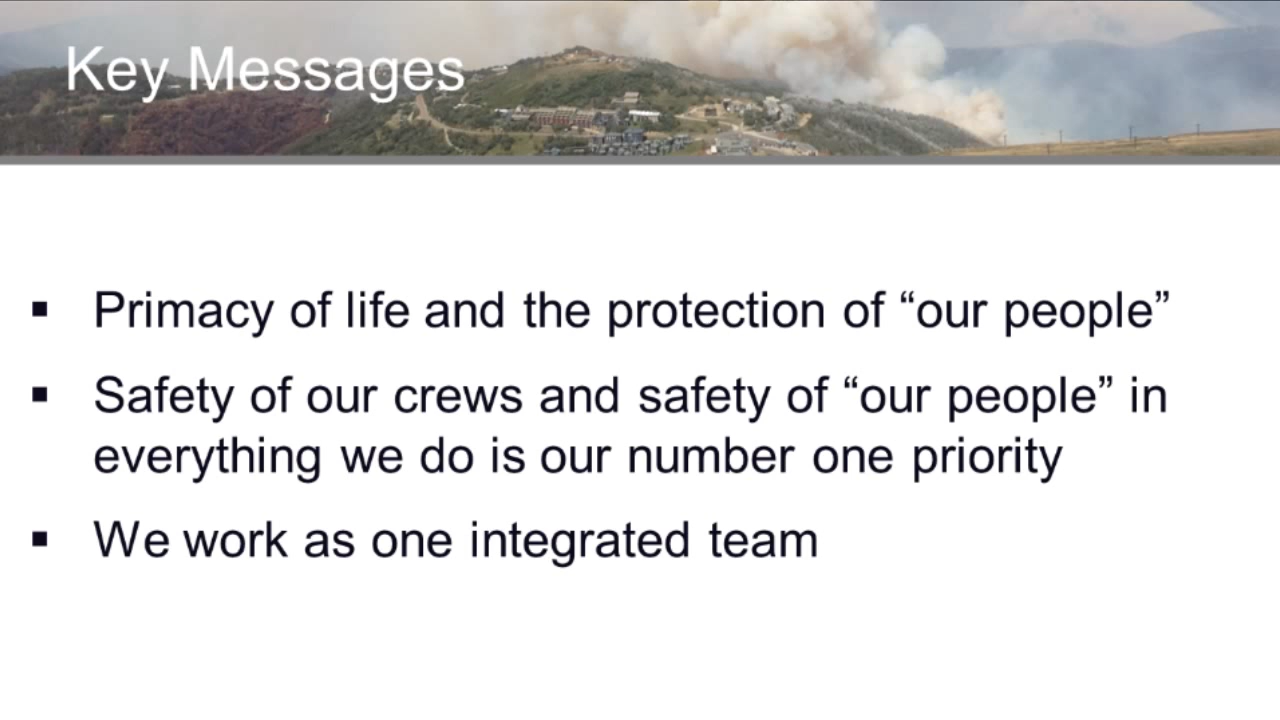 Key Messages
▪ Primacy of life and the protection of “our people”
▪ Safety of our crews and safety of “our people” in
everything we do is our number one priority
▪ We work as one integrated team